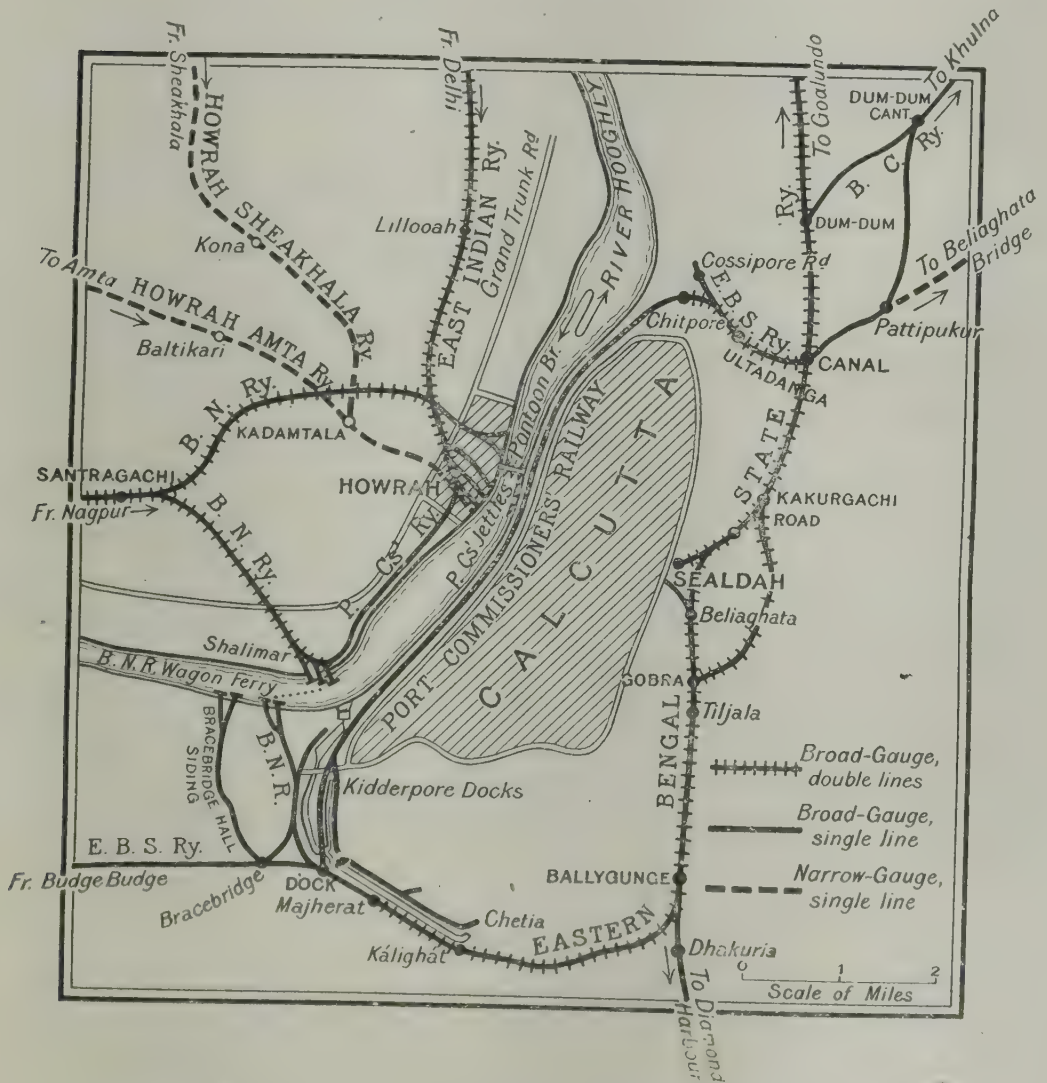 Fr. Sheakhala
HOWRAH SHEAKHALA Ry.
Fr. Delhi
EAST INDIAN Ry.
Grand Trunk Rd
RIVER HOOGHLY
To Goalundo
To Khulna
DUM-DUM
CANT.
B. C. Ry.
Ry.
DUM-DUM
Lillooah
Kona
To Amta
HOWRAH AMTA Ry.
Baltikari
Cossipore Rd
E.B.S. Ry.
Chitpore
To Beliaghata
Bridge
Pattipukur
ULTADANGA
CANAL
Pontoon Br.
B. N. Ry.
KADAMTALA
SANTRAGACHI
Fr. Nagpur
HOWRAH
P. Cs' Jetties
P. Cs' Ry.
PORT COMMISSIONERS' RAILWAY
CALCUTTA
STATE
KAKURGACHI
ROAD
B. N. Ry.
SEALDAH
Beliaghata
Shalimar
B. N. R. Wagon Ferry
GOBRA
Tiljala
BRACEBRIDGE HALL
SIDING
B. N. R.
BENGAL
Kidderpore Docks
Broad-Gauge,
double lines
Broad-Gauge,
single line
Narrow-Gauge,
single line
E. B. S. Ry.
Fr. Budge Budge
Bracebridge
DOCK
Majherat
BALLYGUNGE
Chetia
Kálighát
EASTERN
Dhakuria
To Diamond
Harbour
0 1 2
Scale of Miles